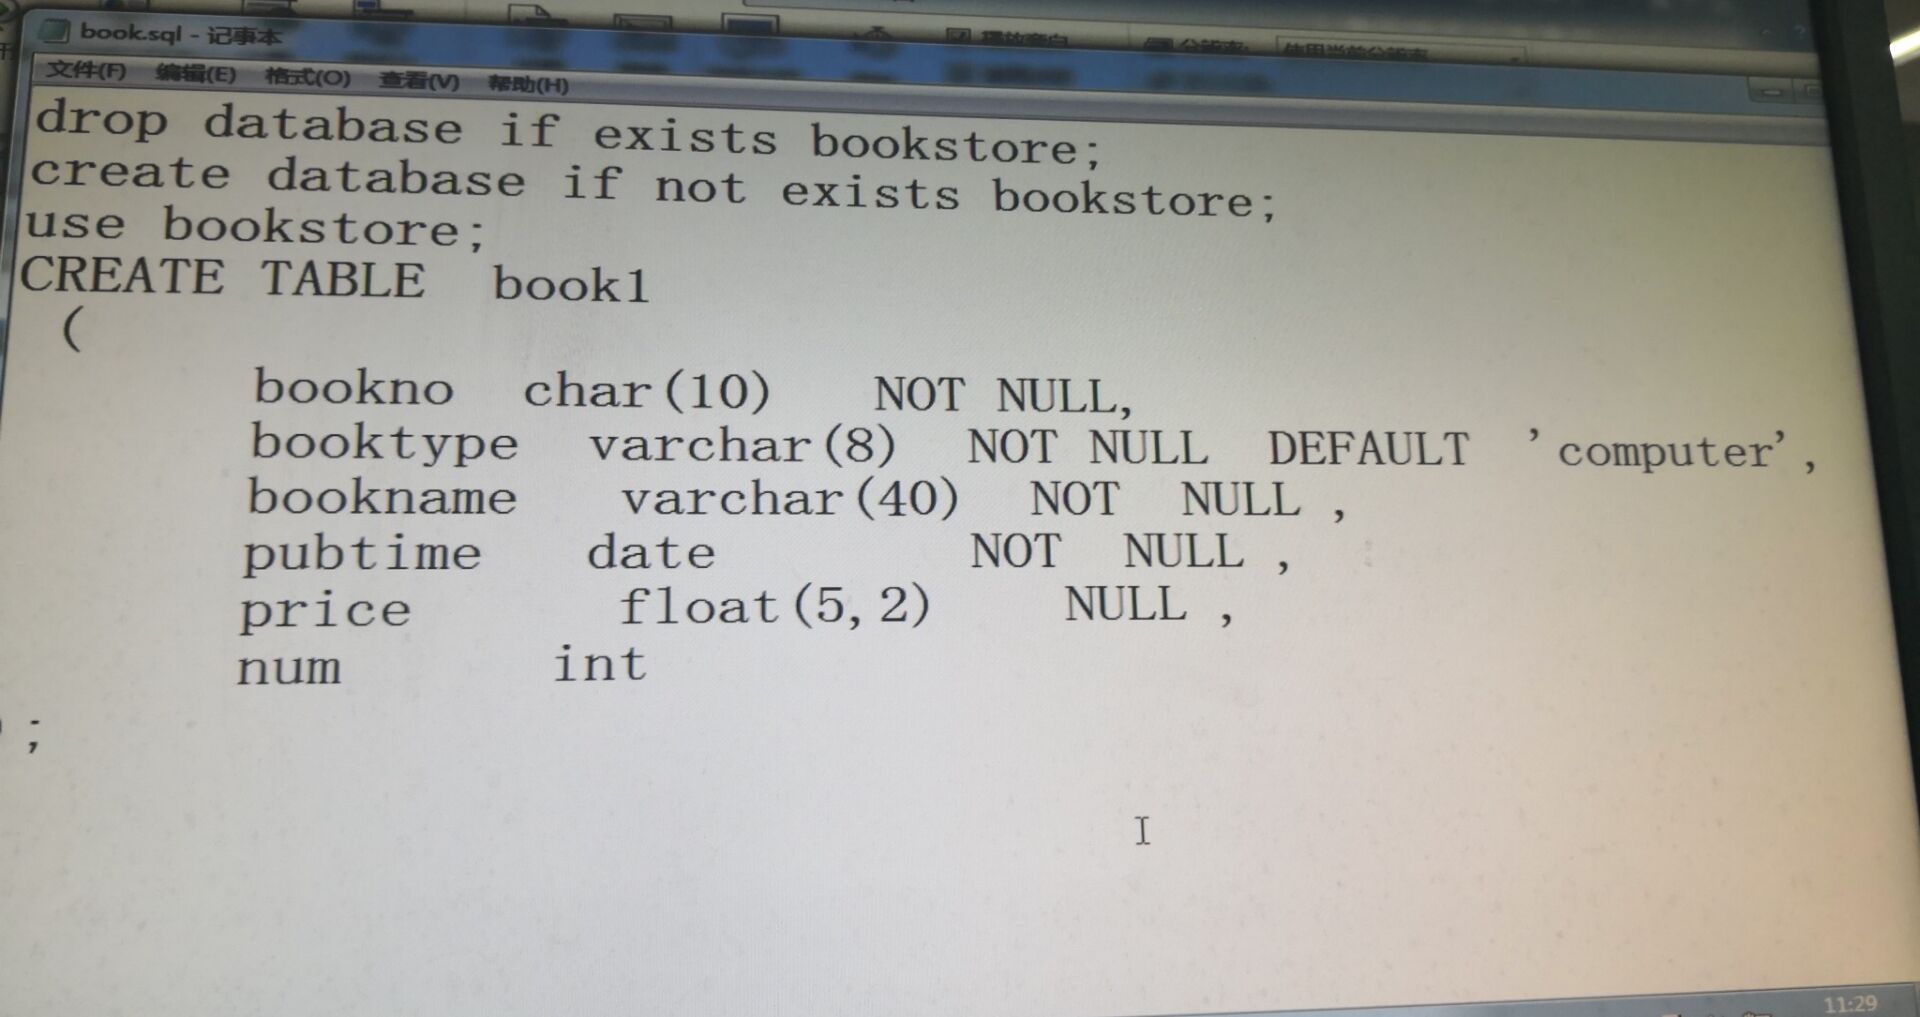 book.sql - 记事本
文件(F) 编辑(E) 格式(O) 查看(V) 帮助(H)
drop database if exists bookstore;
create database if not exists bookstore;
use bookstore;
CREATE TABLE  book1
(
bookno  char(10)   NOT NULL,
booktype  varchar(8)  NOT NULL  DEFAULT  'computer',
bookname   varchar(40)  NOT  NULL ,
pubtime   date        NOT  NULL ,
price      float(5,2)    NULL ,
num      int
) ;
11:29